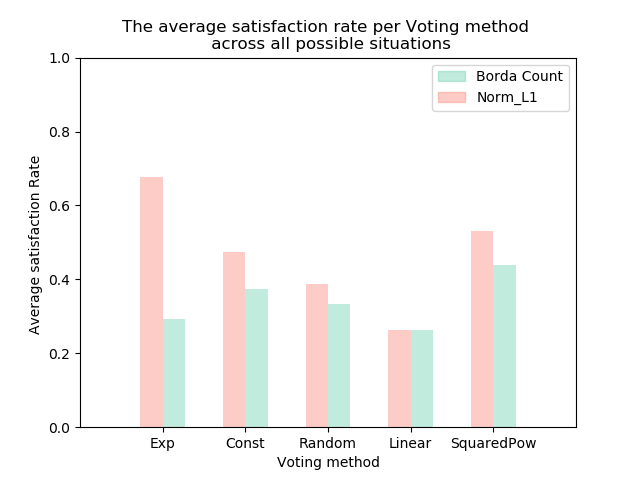 The average satisfaction rate per Voting method
across all possible situations
Borda Count
Norm_L1
Average satisfaction Rate
1.0
0.8
0.6
0.4
0.2
0.0
Exp Const Random Linear SquaredPow
Voting method